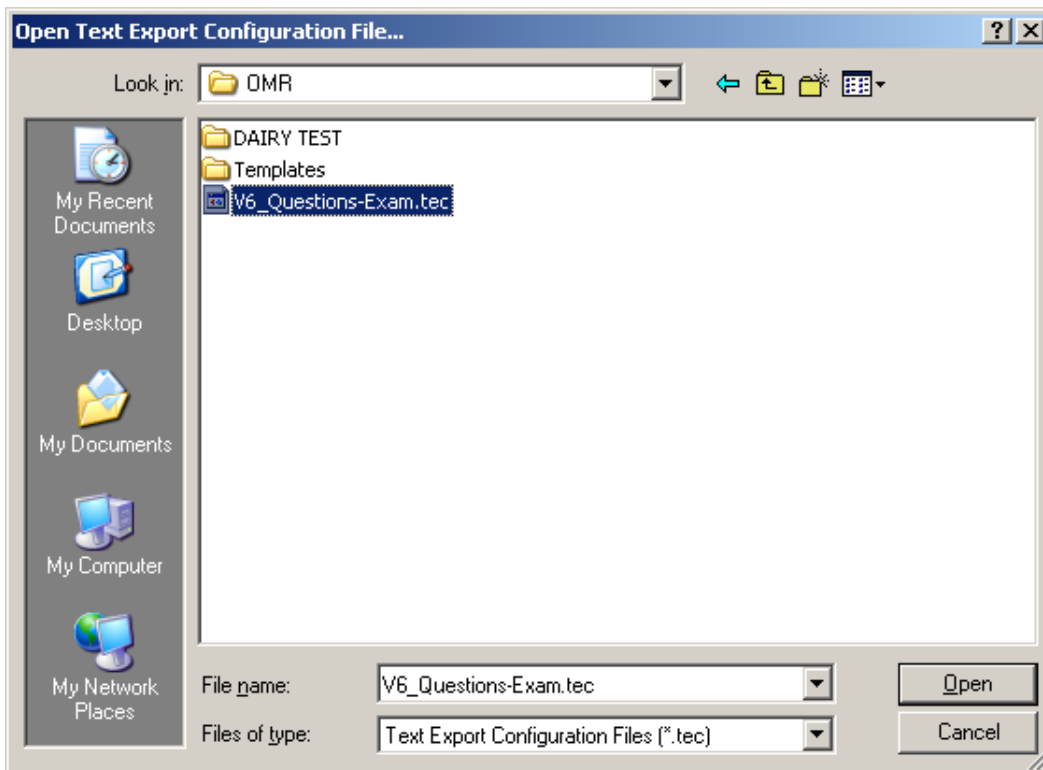 Open Text Export Configuration File...
Look in:
OMR
My Recent
Documents
Desktop
My Documents
My Computer
My Network
Places
DAIRY TEST
Templates
V6_Questions-Exam.tec
File name:
V6_Questions-Exam.tec
Open
Files of type:
Text Export Configuration Files (*.tec)
Cancel